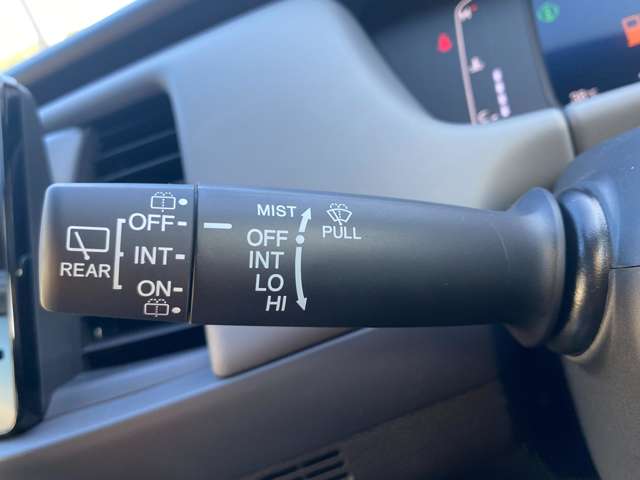 REAR
OFF
INT
ON
MIST
OFF
INT
LO
HI
PULL